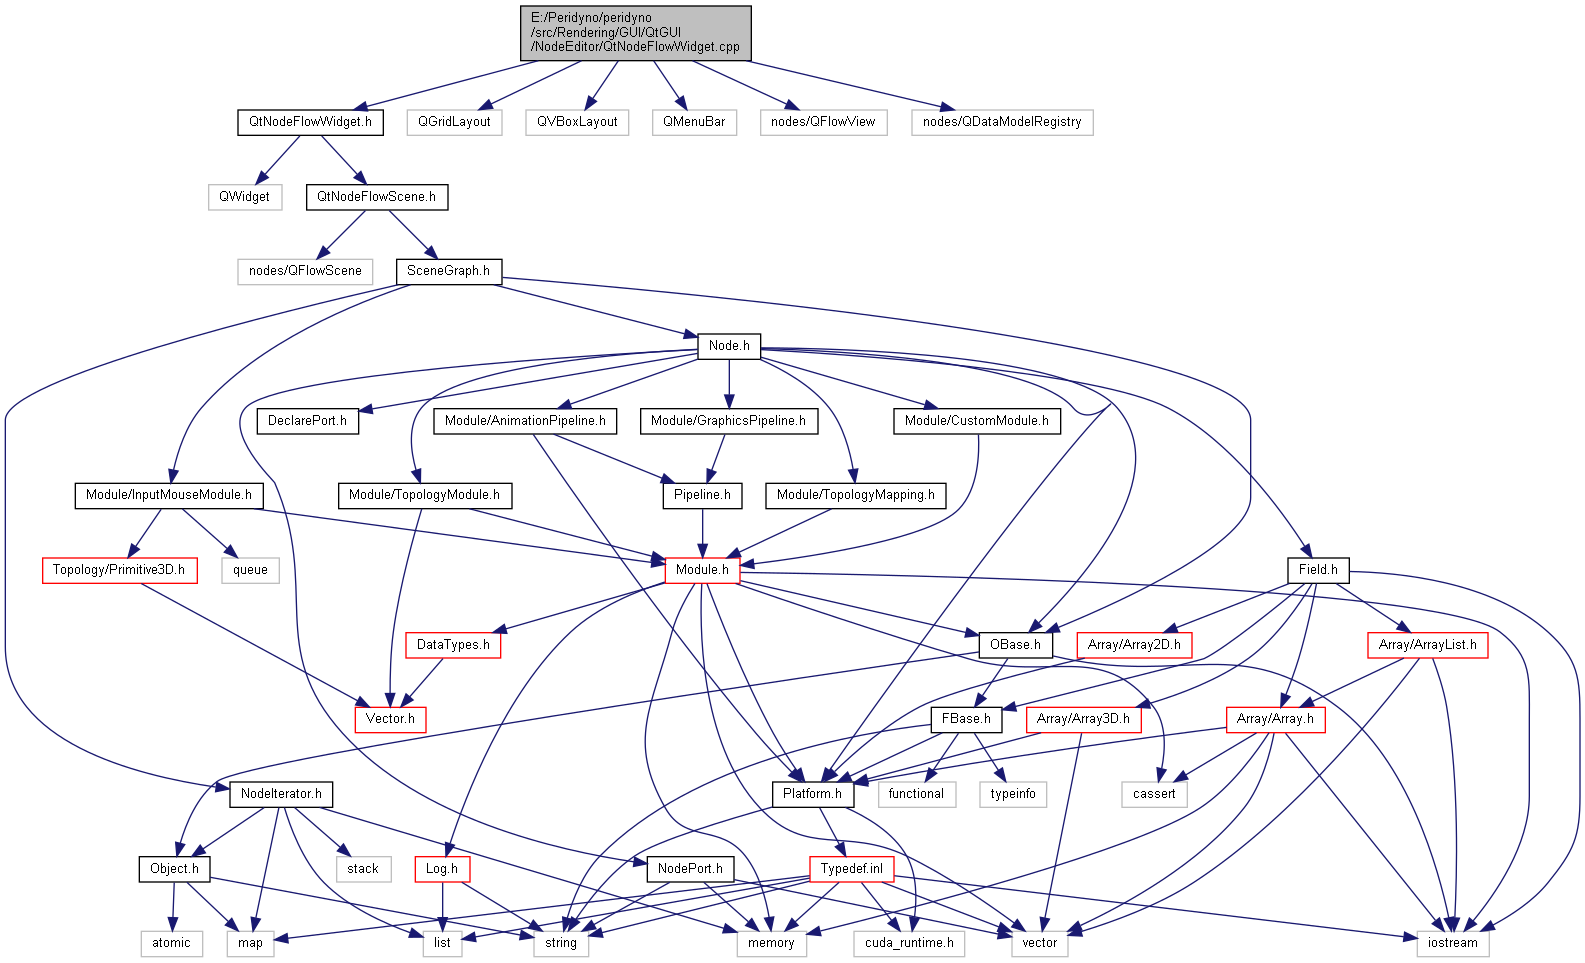 E:/Peridyno/peridyno
/src/Rendering/GUI/QtGUI
/NodeEditor/QtNodeFlowWidget.cpp
QtNodeFlowWidget.h
QGridLayout
QVBoxLayout
QMenuBar
nodes/QFlowView
nodes/QDataModelRegistry
QWidget
QtNodeFlowScene.h
nodes/QFlowScene
SceneGraph.h
Node.h
DeclarePort.h
Module/AnimationPipeline.h
Module/GraphicsPipeline.h
Module/CustomModule.h
Module/InputMouseModule.h
Module/TopologyModule.h
Pipeline.h
Module/TopologyMapping.h
Topology/Primitive3D.h
queue
Module.h
Field.h
DataTypes.h
OBase.h
Array/Array2D.h
Array/ArrayList.h
Vector.h
FBase.h
Array/Array3D.h
Array/Array.h
NodeIterator.h
Platform.h
functional
typeinfo
cassert
Object.h
stack
Log.h
NodePort.h
Typedef.inl
atomic
map
list
string
memory
cuda_runtime.h
vector
iostream